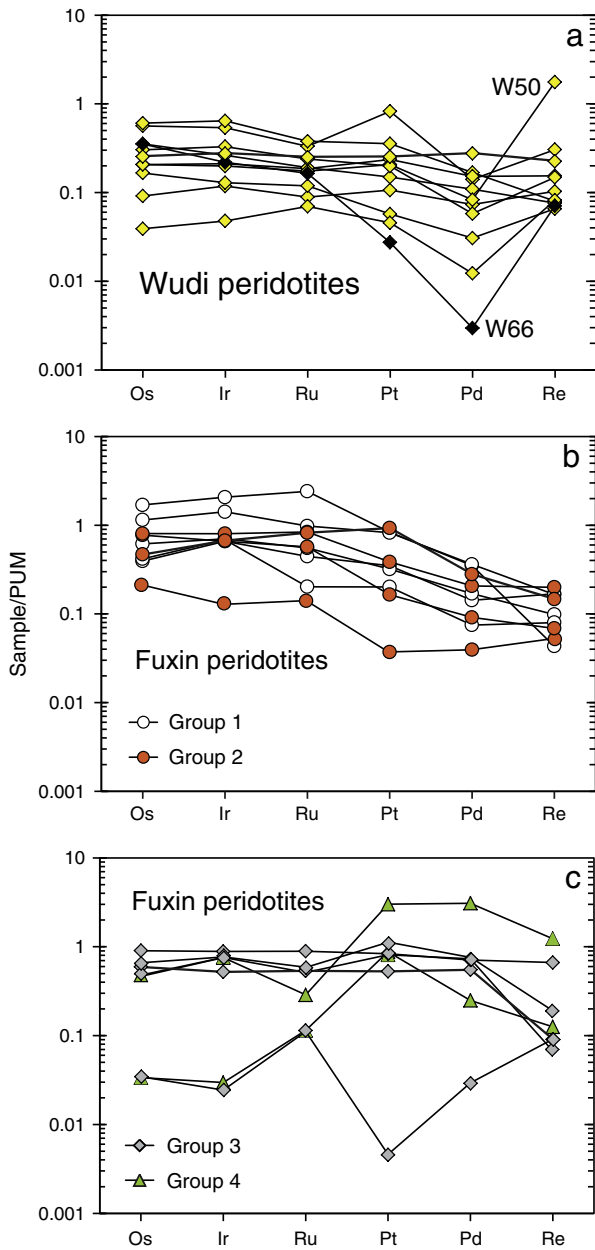 10
a
1
W50
0.1
0.01
Wudi peridotites
W66
0.001
Os Ir Ru Pt Pd Re
10
b
1
Sample/PUM
0.1
Fuxin peridotites
0.01
Group 1
Group 2
0.001
Os Ir Ru Pt Pd Re
10
c
Fuxin peridotites
1
0.1
0.01
Group 3
Group 4
0.001
Os Ir Ru Pt Pd Re